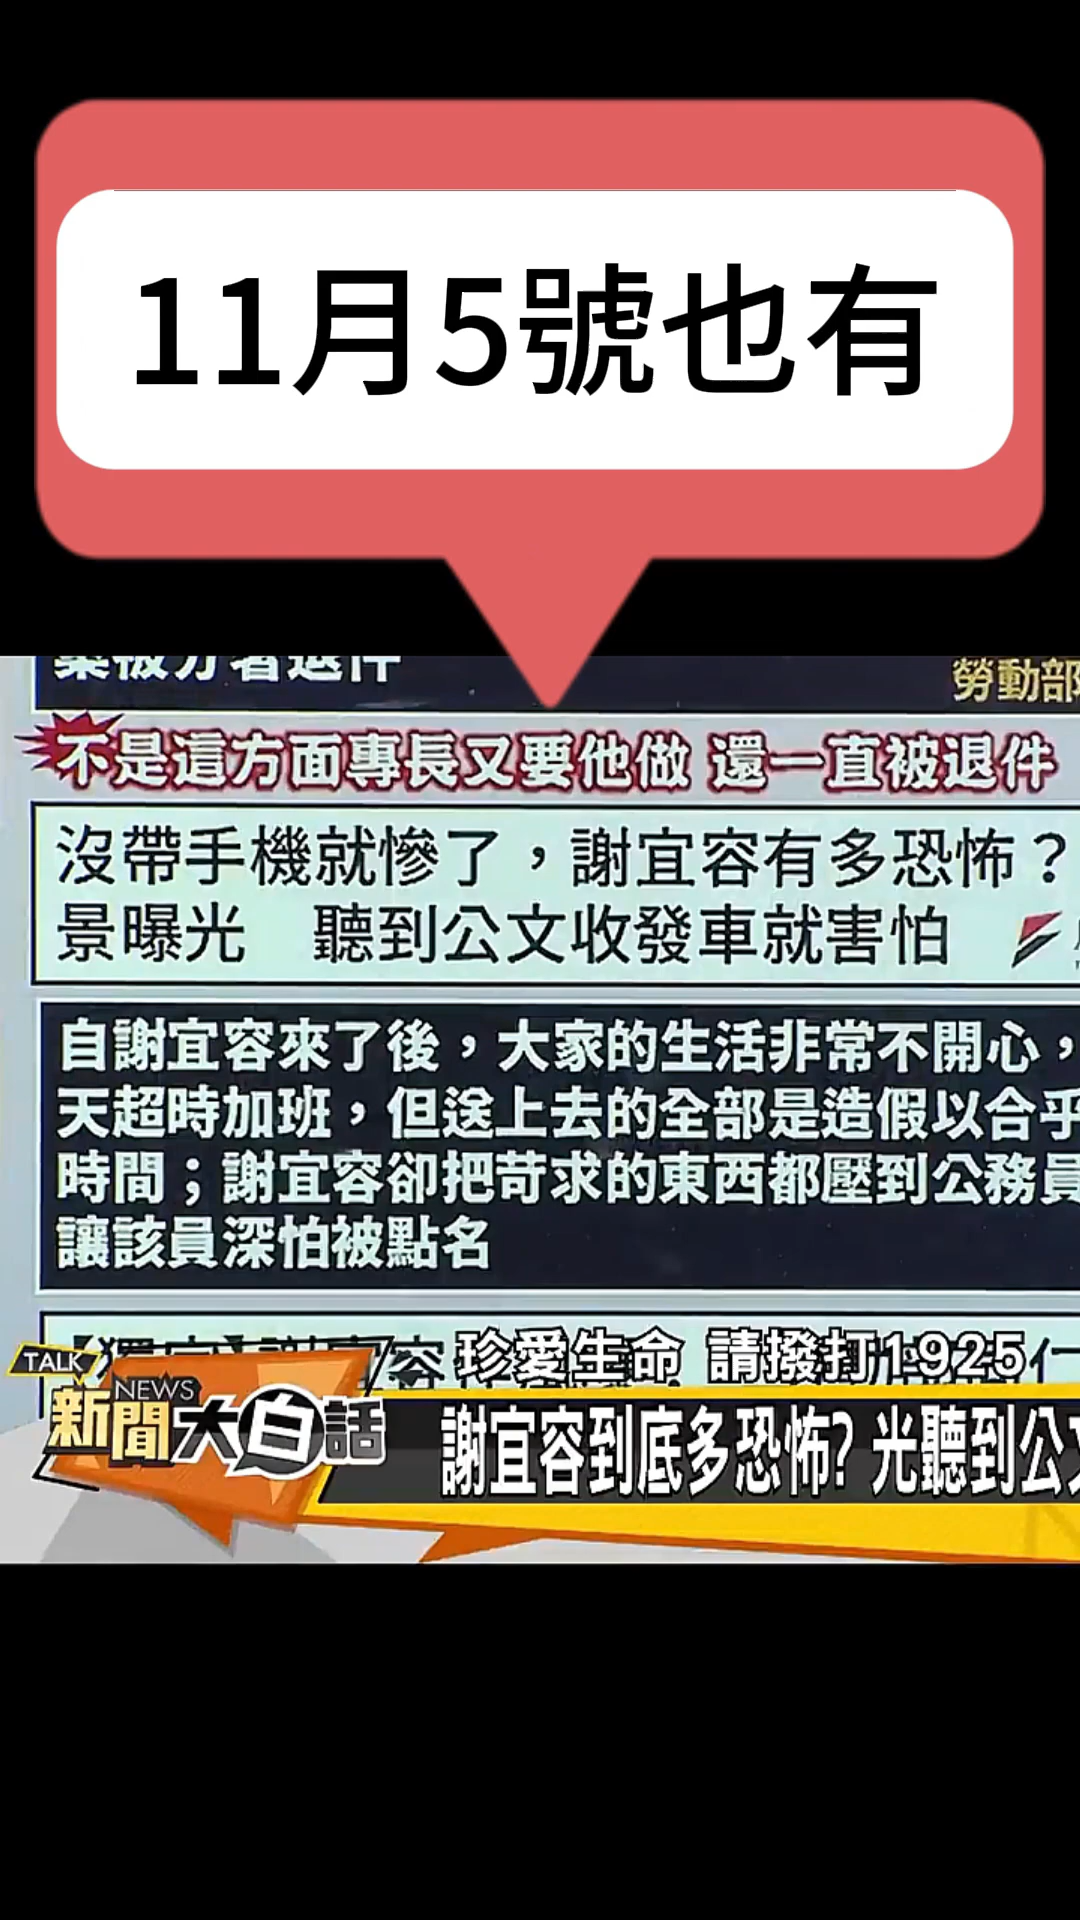 11月5號也有
勞動部
不是這方面專長又要他做 還一直被退件
沒帶手機就慘了，謝宜容有多恐怖？
景曝光 聽到公文收發車就害怕
自謝宜容來了後，大家的生活非常不開心，
天超時加班，但送上去的全部是造假以合乎
時間；謝宜容卻把苛求的東西都壓到公務員
讓該員深怕被點名
珍愛生命 請撥打1925
TALK
NEWS
新聞大白話
謝宜容到底多恐怖? 光聽到公文